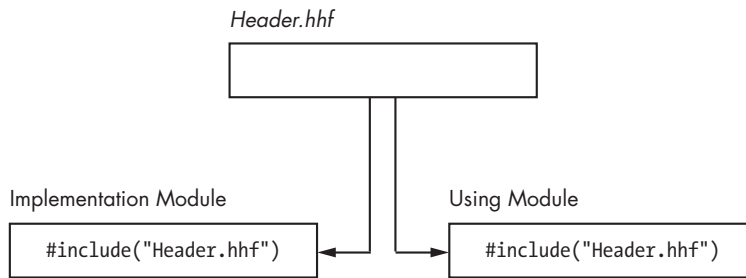 Header.hhf
Implementation Module
Using Module
#include("Header.hhf")
#include("Header.hhf")